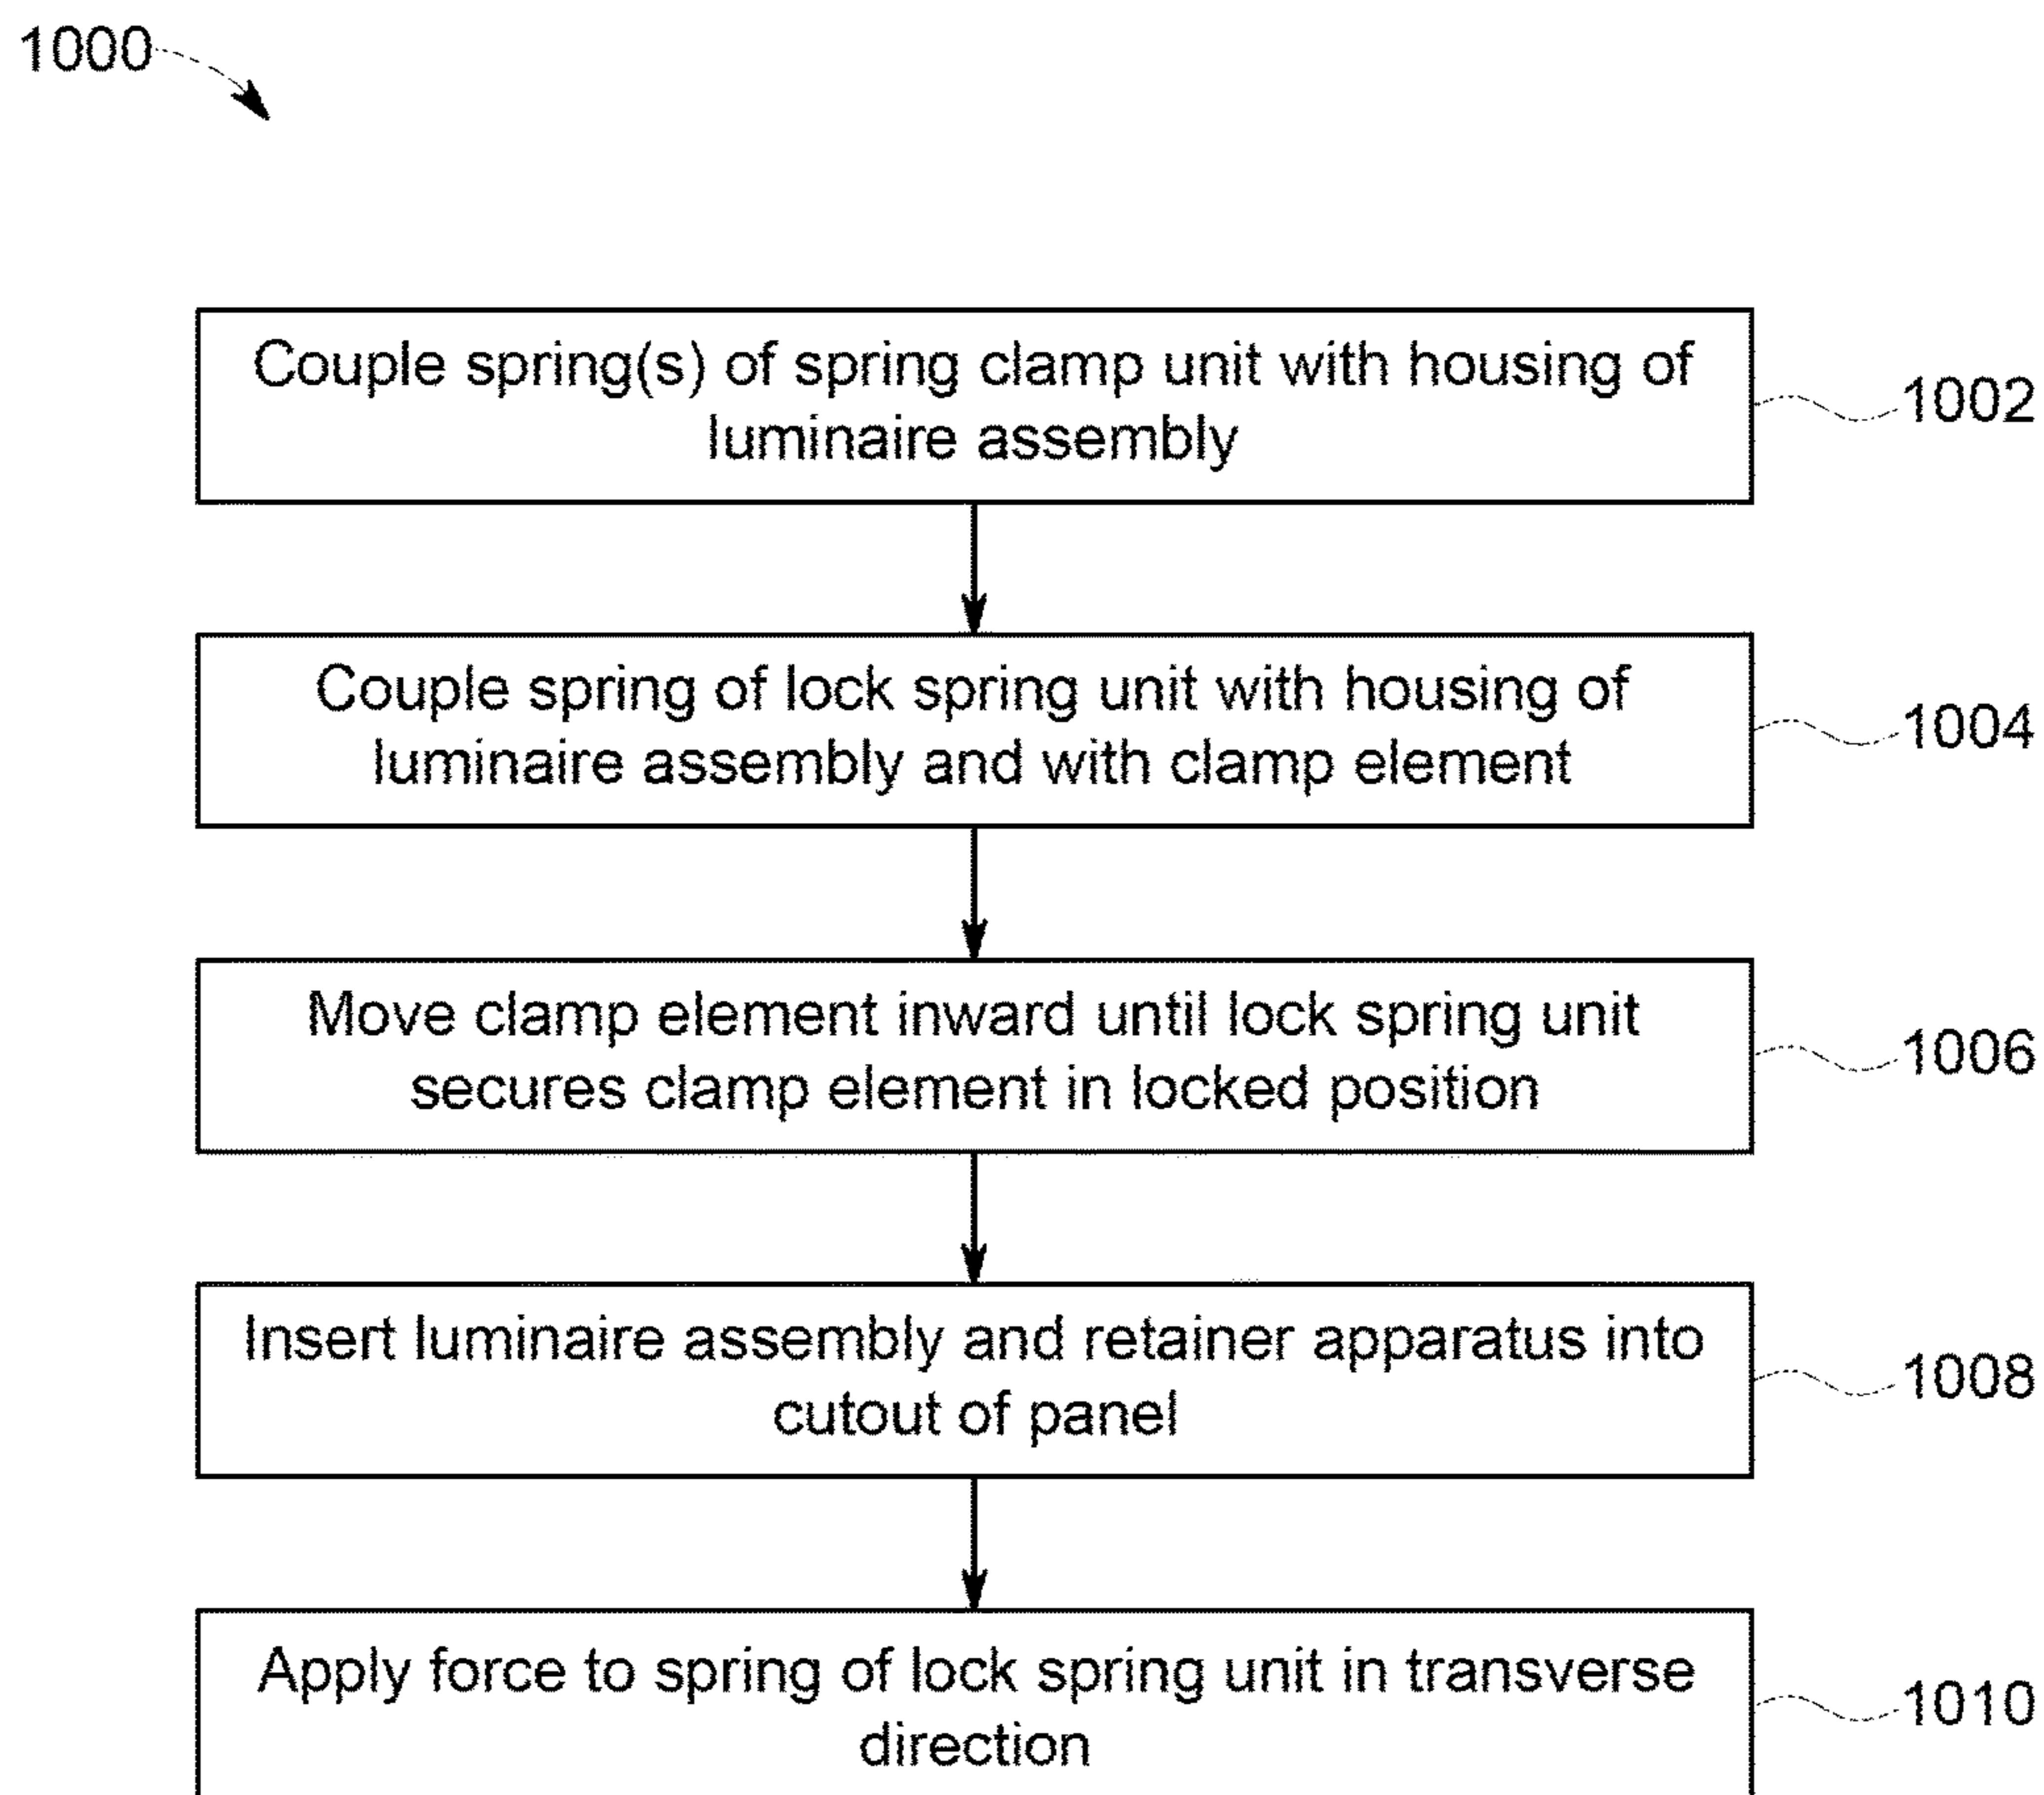 1000
Couple spring(s) of spring clamp unit with housing of
luminaire assembly
1002
Couple spring of lock spring unit with housing of
luminaire assembly and with clamp element
1004
Move clamp element inward until lock spring unit
secures clamp element in locked position
1006
Insert luminaire assembly and retainer apparatus into
cutout of panel
1008
Apply force to spring of lock spring unit in transverse
direction
1010